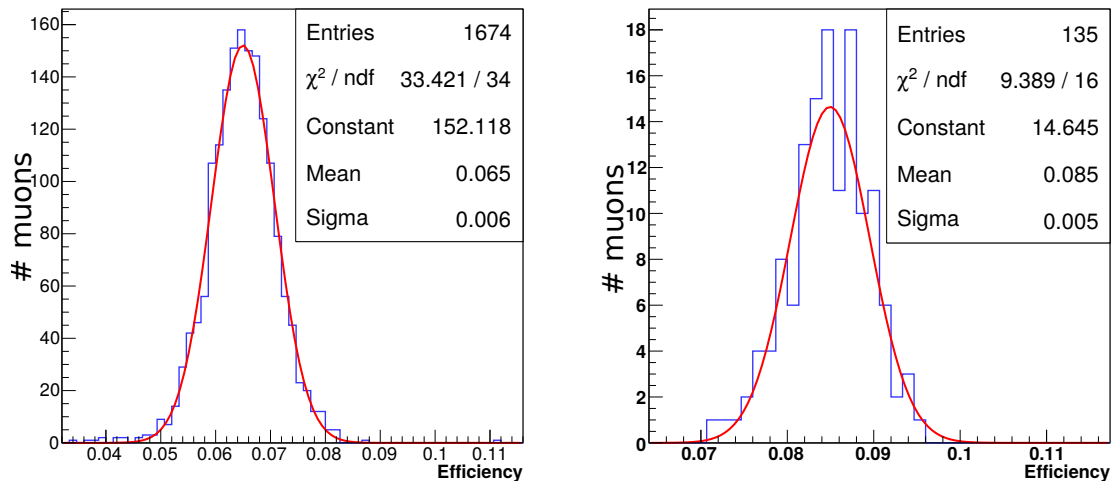 Entries 1674
χ² / ndf 33.421 / 34
Constant 152.118
Mean 0.065
Sigma 0.006
# muons
160
140
120
100
80
60
40
20
0
0.04 0.05 0.06 0.07 0.08 0.09 0.1 0.11
Efficiency
Entries 135
χ² / ndf 9.389 / 16
Constant 14.645
Mean 0.085
Sigma 0.005
# muons
18
16
14
12
10
8
6
4
2
0
0.07 0.08 0.09 0.1 0.11
Efficiency